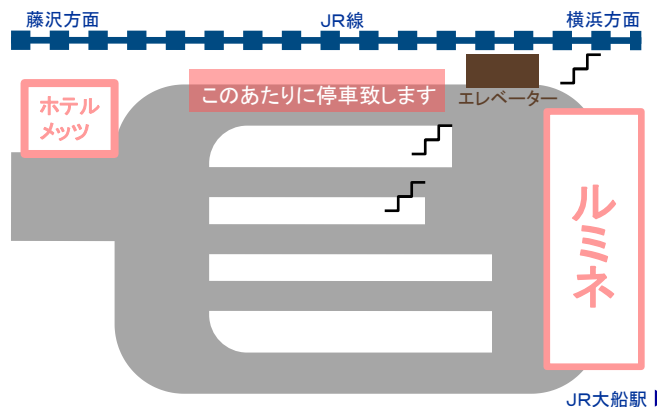 藤沢方面
JR線
横浜方面
ホテル
メッツ
このあたりに停車致します
エレベーター
ルミネ
JR大船駅